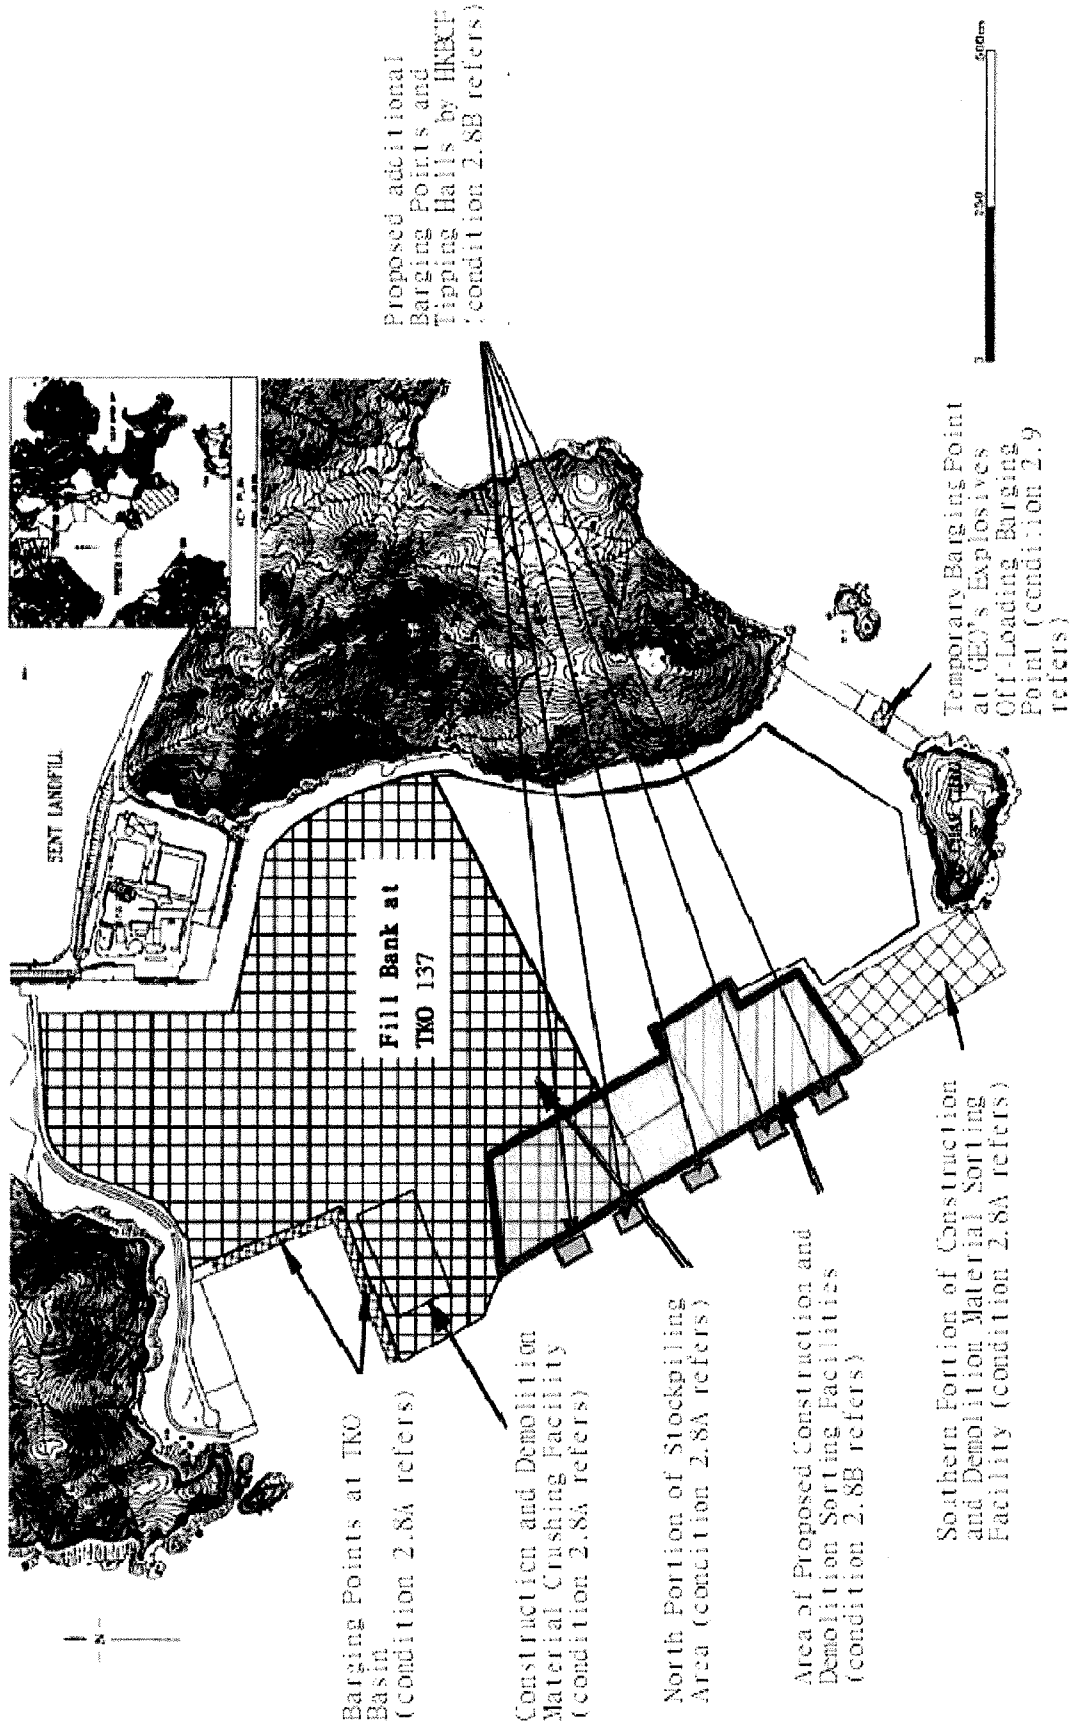 Proposed additional
Barging Points and
Tipping Halls by HKBCF
(condition 2.8B refers)
SENT LANDFILL
Fill Bank at
TKO 137
KEY PLAN
0 250 500m
Temporary Barging Point
at GEO's Explosives
Off-Loading Barging
Point (condition 2.9
refers)
Barging Points at TKO
Basin
(condition 2.8A refers)
Construction and Demolition
Material Crushing Facility
(condition 2.8A refers)
North Portion of Stockpiling
Area (condition 2.8A refers)
Area of Proposed Construction and
Demolition Sorting Facilities
(condition 2.8B refers)
Southern Portion of Construction
and Demolition Material Sorting
Facility (condition 2.8A refers)
N